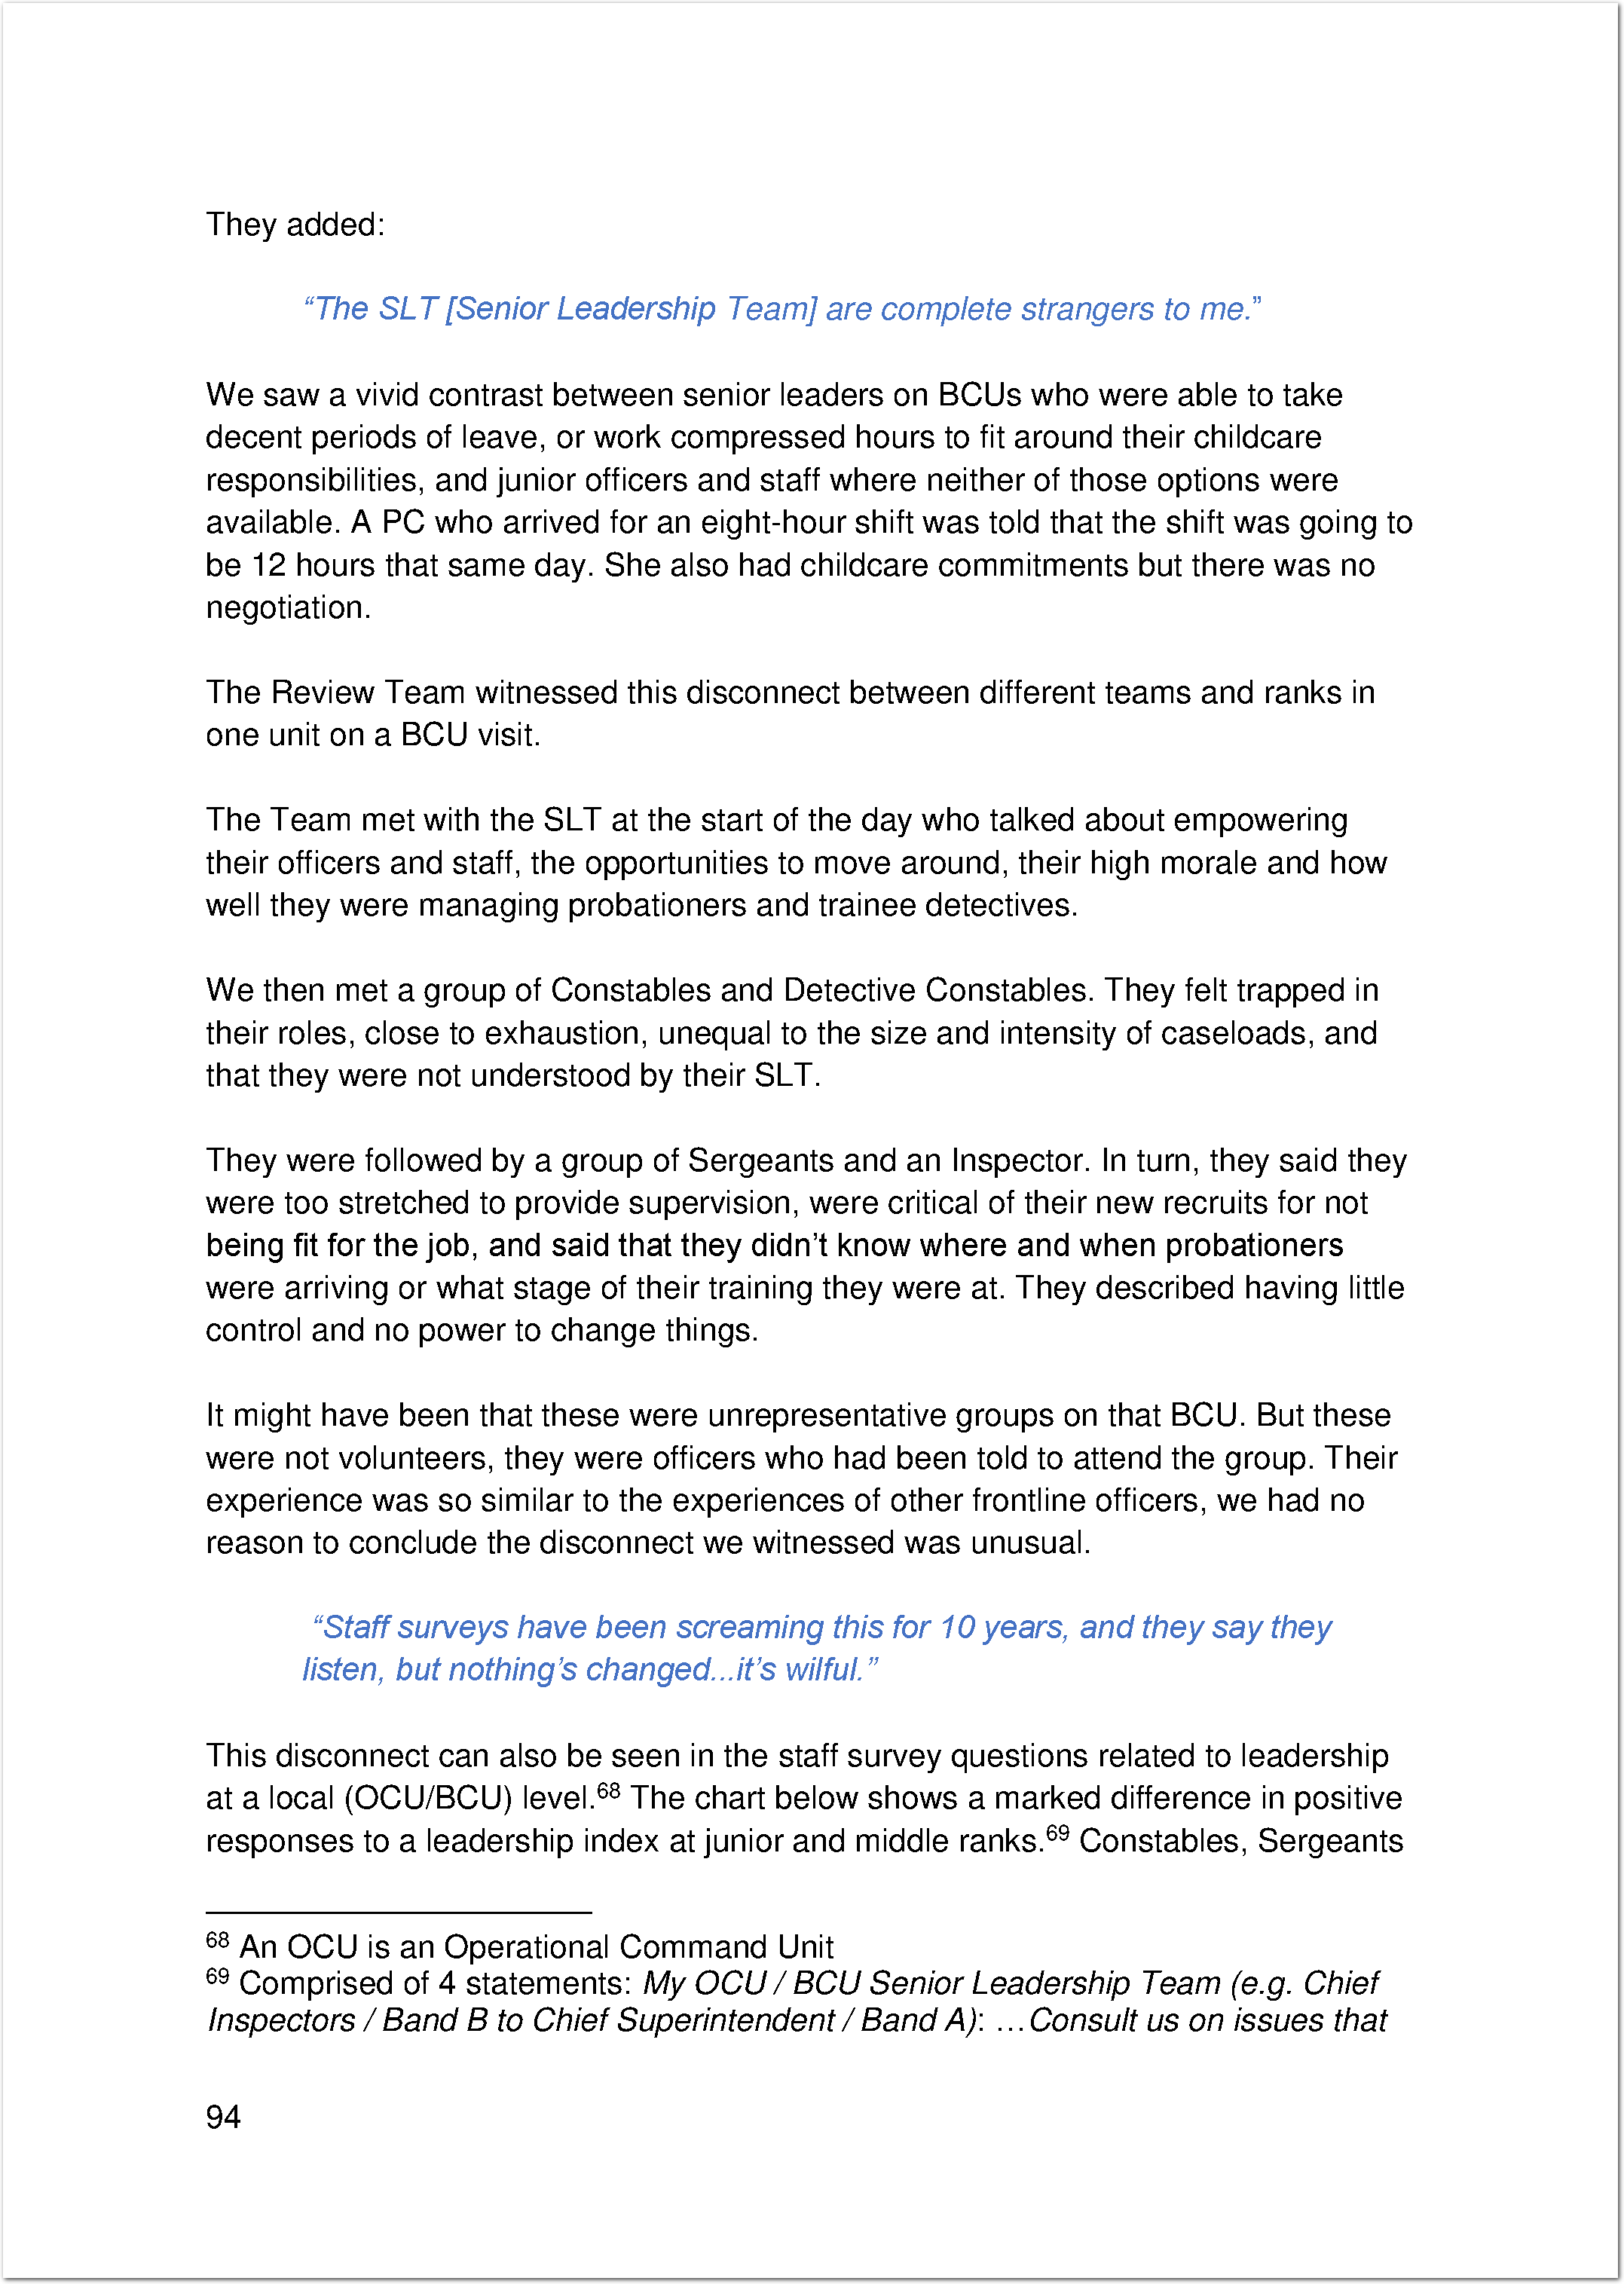 They added:
“The SLT [Senior Leadership Team] are complete strangers to me.”
We saw a vivid contrast between senior leaders on BCUs who were able to take
decent periods of leave, or work compressed hours to fit around their childcare
responsibilities, and junior officers and staff where neither of those options were
available. A PC who arrived for an eight-hour shift was told that the shift was going to
be 12 hours that same day. She also had childcare commitments but there was no
negotiation.
The Review Team witnessed this disconnect between different teams and ranks in
one unit on a BCU visit.
The Team met with the SLT at the start of the day who talked about empowering
their officers and staff, the opportunities to move around, their high morale and how
well they were managing probationers and trainee detectives.
We then met a group of Constables and Detective Constables. They felt trapped in
their roles, close to exhaustion, unequal to the size and intensity of caseloads, and
that they were not understood by their SLT.
They were followed by a group of Sergeants and an Inspector. In turn, they said they
were too stretched to provide supervision, were critical of their new recruits for not
being fit for the job, and said that they didn’t know where and when probationers
were arriving or what stage of their training they were at. They described having little
control and no power to change things.
It might have been that these were unrepresentative groups on that BCU. But these
were not volunteers, they were officers who had been told to attend the group. Their
experience was so similar to the experiences of other frontline officers, we had no
reason to conclude the disconnect we witnessed was unusual.
“Staff surveys have been screaming this for 10 years, and they say they
listen, but nothing’s changed...it’s wilful.”
This disconnect can also be seen in the staff survey questions related to leadership
at a local (OCU/BCU) level.68 The chart below shows a marked difference in positive
responses to a leadership index at junior and middle ranks.69 Constables, Sergeants
68 An OCU is an Operational Command Unit
69 Comprised of 4 statements: My OCU / BCU Senior Leadership Team (e.g. Chief
Inspectors / Band B to Chief Superintendent / Band A): …Consult us on issues that
94